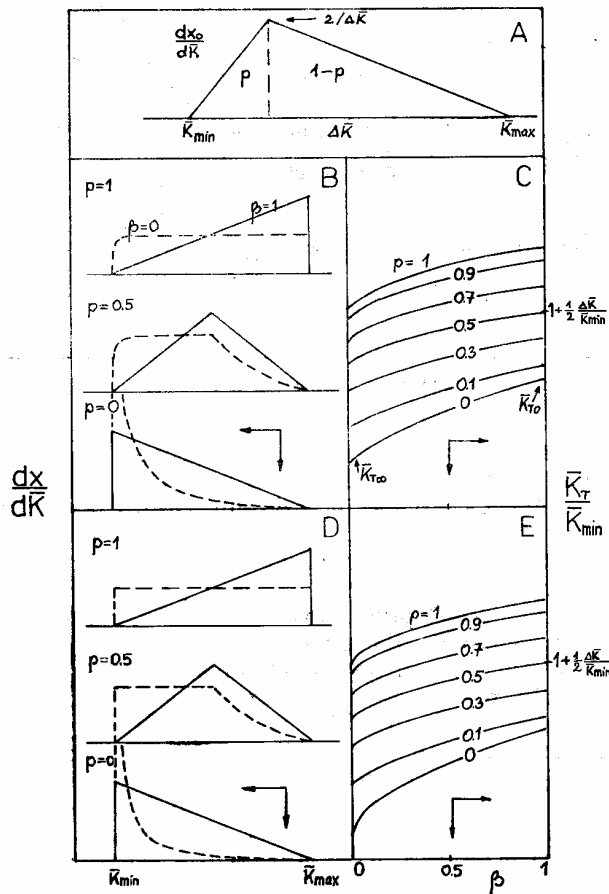 2/ΔK̄
A
dx₀
dK̄
p
1-p
K̄min
ΔK̄
K̄max
B
p=1
β=0
β=1
p=0.5
p=0
C
p=1
0.9
0.7
0.5
0.3
0.1
0
1+½ ΔK̄/K̄min
K̄T0
K̄T∞
dx
dK̄
K̄T
K̄min
D
p=1
p=0.5
p=0
K̄min
K̄max
E
p=1
0.9
0.7
0.5
0.3
0.1
0
1+½ ΔK̄/K̄min
0
0.5
1
β